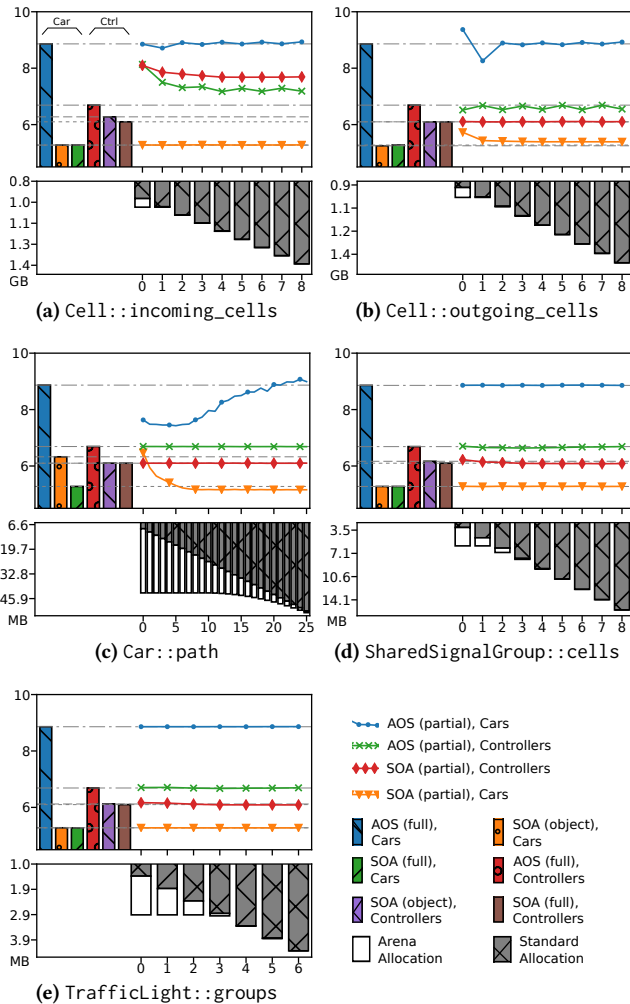 Car
Ctrl
10
8
6
0.8
1.0
1.1
1.3
1.4
GB
0 1 2 3 4 5 6 7 8
(a) Cell::incoming_cells
10
8
6
0.9
1.1
1.1
1.3
1.4
GB
0 1 2 3 4 5 6 7 8
(b) Cell::outgoing_cells
10
8
6
6.6
19.7
32.8
45.9
MB
0 5 10 15 20 25
(c) Car::path
10
8
6
3.5
7.1
10.6
14.1
MB
0 1 2 3 4 5 6 7 8
(d) SharedSignalGroup::cells
10
8
6
1.0
1.9
2.9
3.9
MB
0 1 2 3 4 5 6
(e) TrafficLight::groups
AOS (partial), Cars
AOS (partial), Controllers
SOA (partial), Controllers
SOA (partial), Cars
AOS (full),
Cars
SOA (object),
Cars
SOA (full),
Cars
AOS (full),
Controllers
SOA (object),
Controllers
SOA (full),
Controllers
Arena
Allocation
Standard
Allocation